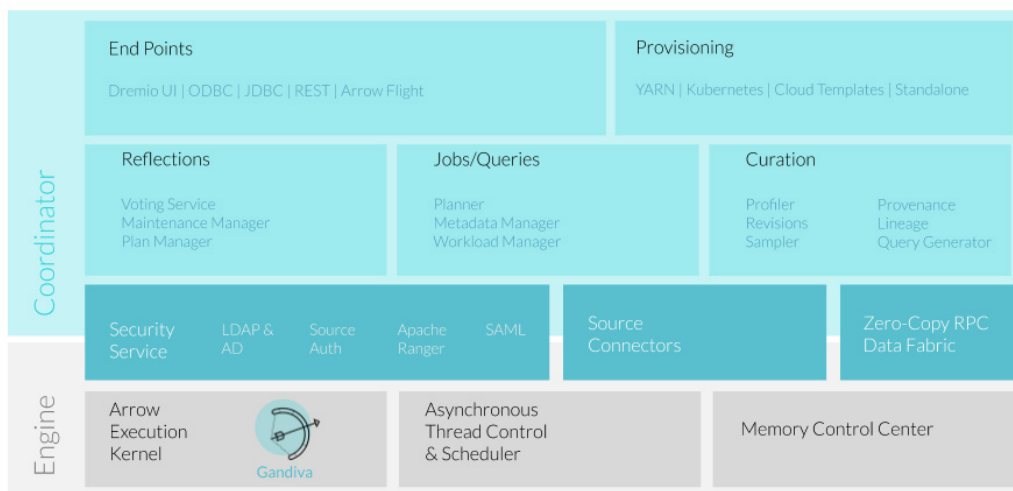 Coordinator
End Points
Dremio UI | ODBC | JDBC | REST | Arrow Flight
Provisioning
YARN | Kubernetes | Cloud Templates | Standalone
Reflections
Voting Service
Maintenance Manager
Plan Manager
Jobs/Queries
Planner
Metadata Manager
Workload Manager
Curation
Profiler
Revisions
Sampler
Provenance
Lineage
Query Generator
Security
Service
LDAP &
AD
Source
Auth
Apache
Ranger
SAML
Source
Connectors
Zero-Copy RPC
Data Fabric
Engine
Arrow
Execution
Kernel
Gandiva
Asynchronous
Thread Control
& Scheduler
Memory Control Center